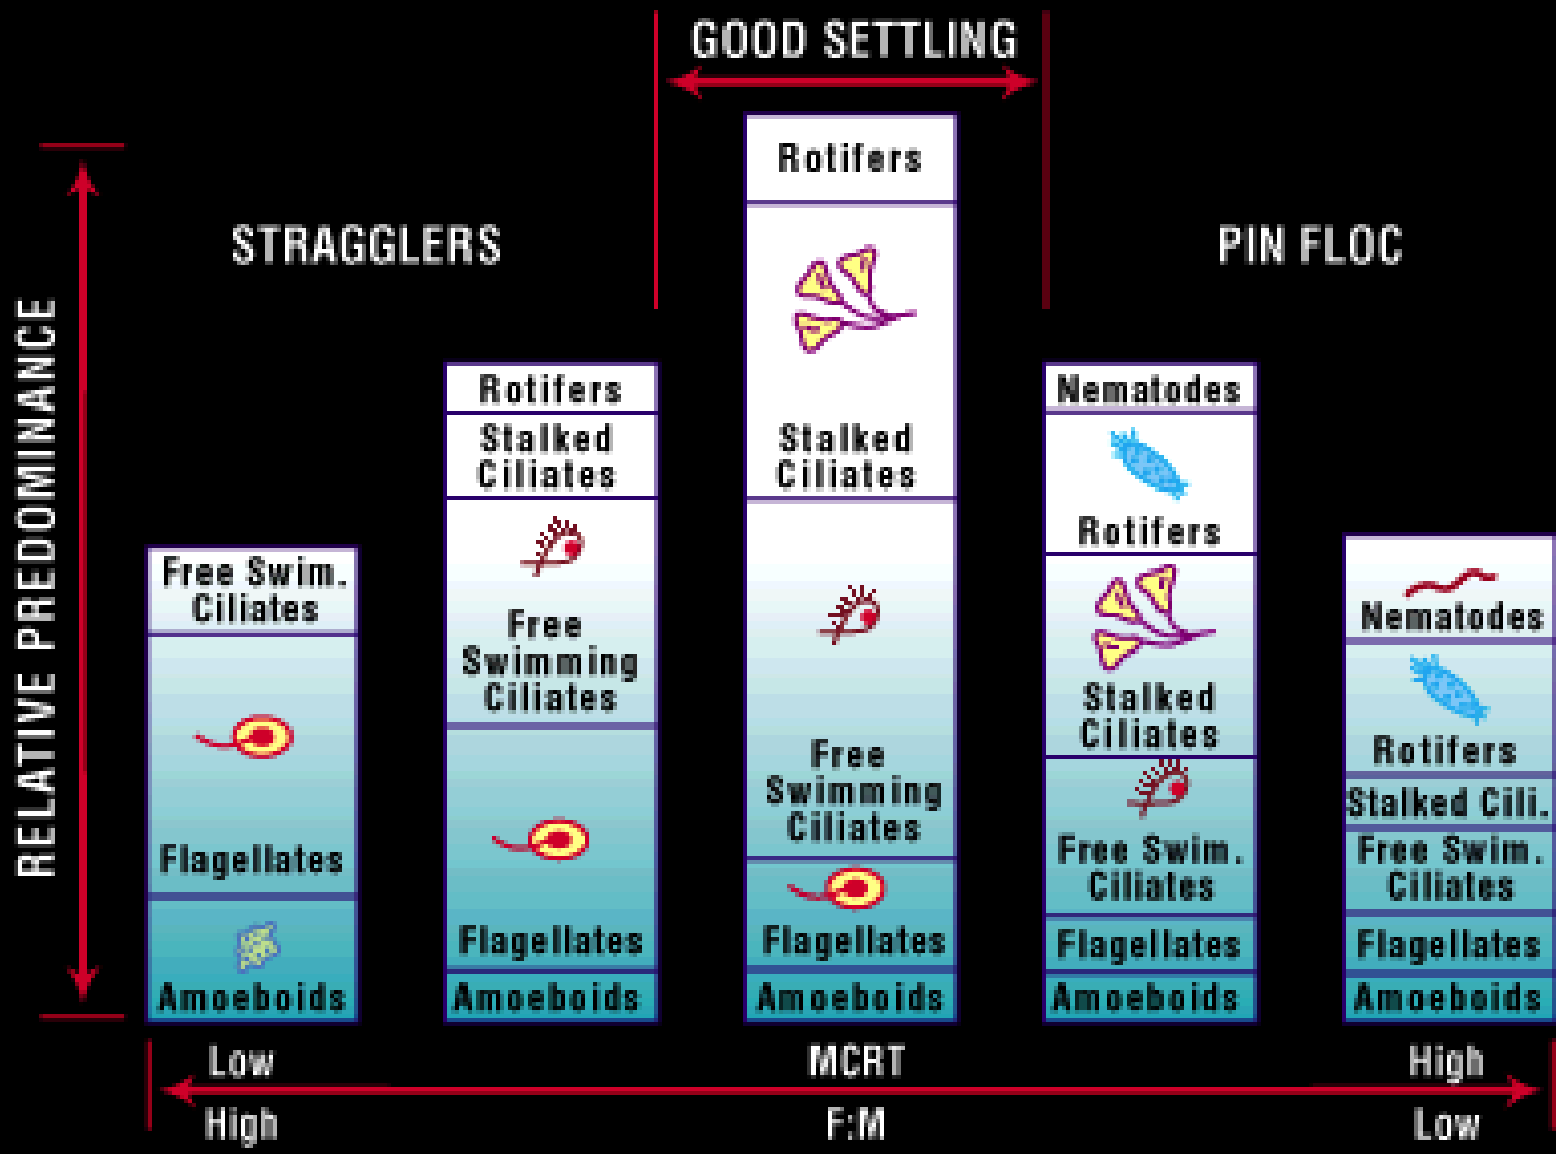 GOOD SETTLING
STRAGGLERS
PIN FLOC
RELATIVE PREDOMINANCE
Free Swim.
Ciliates
Flagellates
Amoeboids
Rotifers
Stalked
Ciliates
Free
Swimming
Ciliates
Flagellates
Amoeboids
Rotifers
Stalked
Ciliates
Free
Swimming
Ciliates
Flagellates
Amoeboids
Nematodes
Rotifers
Stalked
Ciliates
Free Swim.
Ciliates
Flagellates
Amoeboids
Nematodes
Rotifers
Stalked Cili.
Free Swim.
Ciliates
Flagellates
Amoeboids
Low MCRT High
High F:M Low